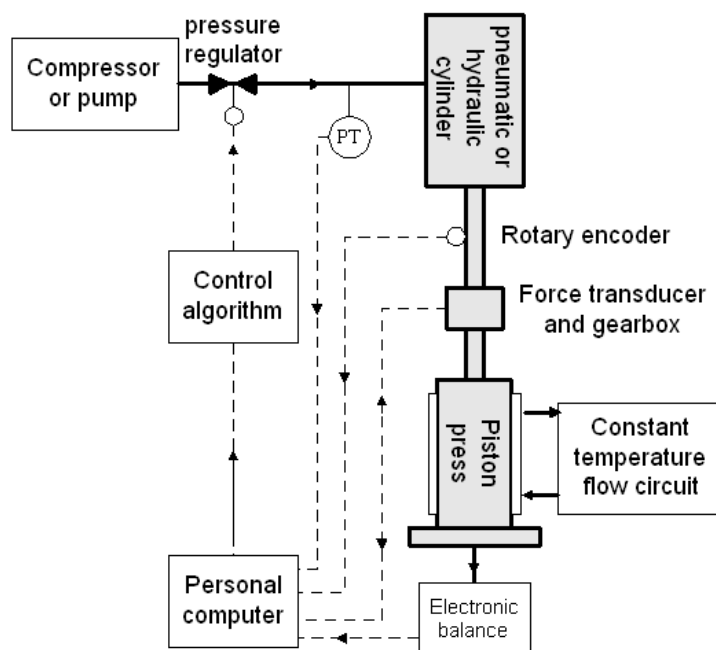 pressure
regulator
Compressor
or pump
PT
pneumatic or
hydraulic
cylinder
Rotary encoder
Control
algorithm
Force transducer
and gearbox
Piston
press
Constant
temperature
flow circuit
Personal
computer
Electronic
balance